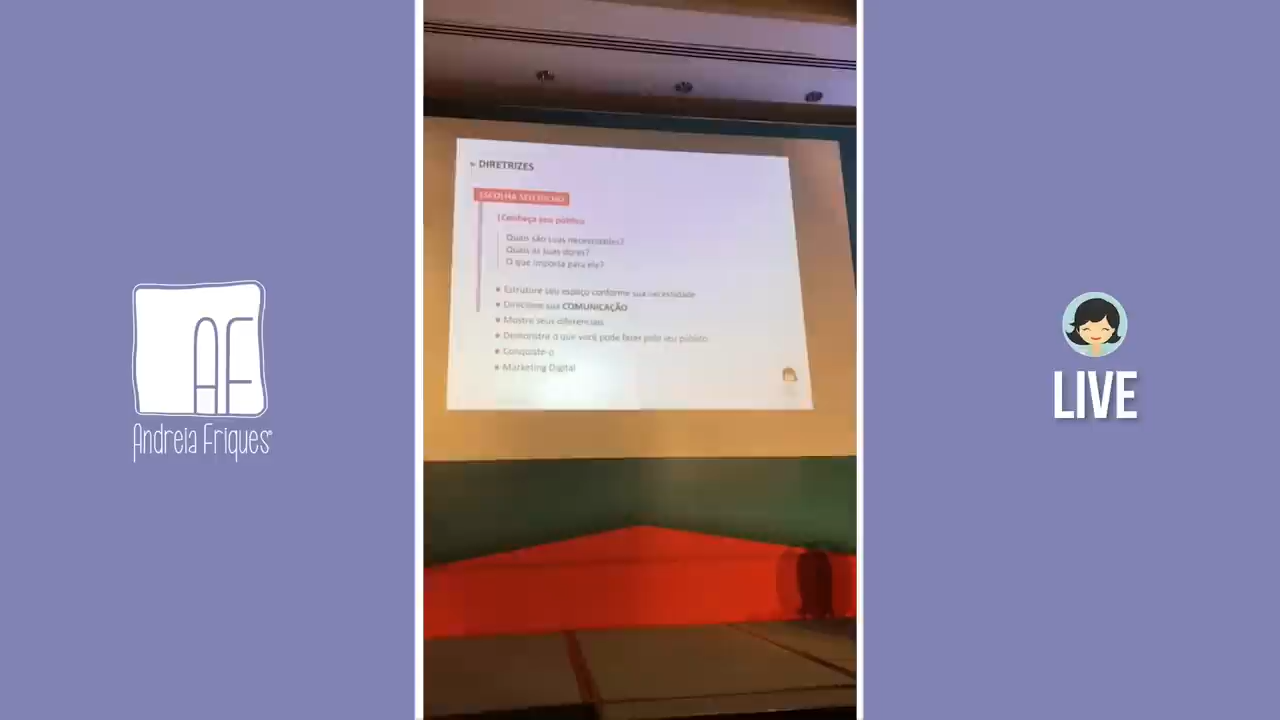 DIRETRIZES
ESCOLHA SEU NICHO
Conheça seu público
Quais são suas necessidades?
Quais as suas dores?
O que importa para ele?
Estruture seu espaço conforme sua necessidade
Direcione sua COMUNICAÇÃO
Mostre seus diferenciais
Demonstre o que você pode fazer pelo seu público
Conquiste-o
Marketing Digital
AF
Andreia Friques®
LIVE